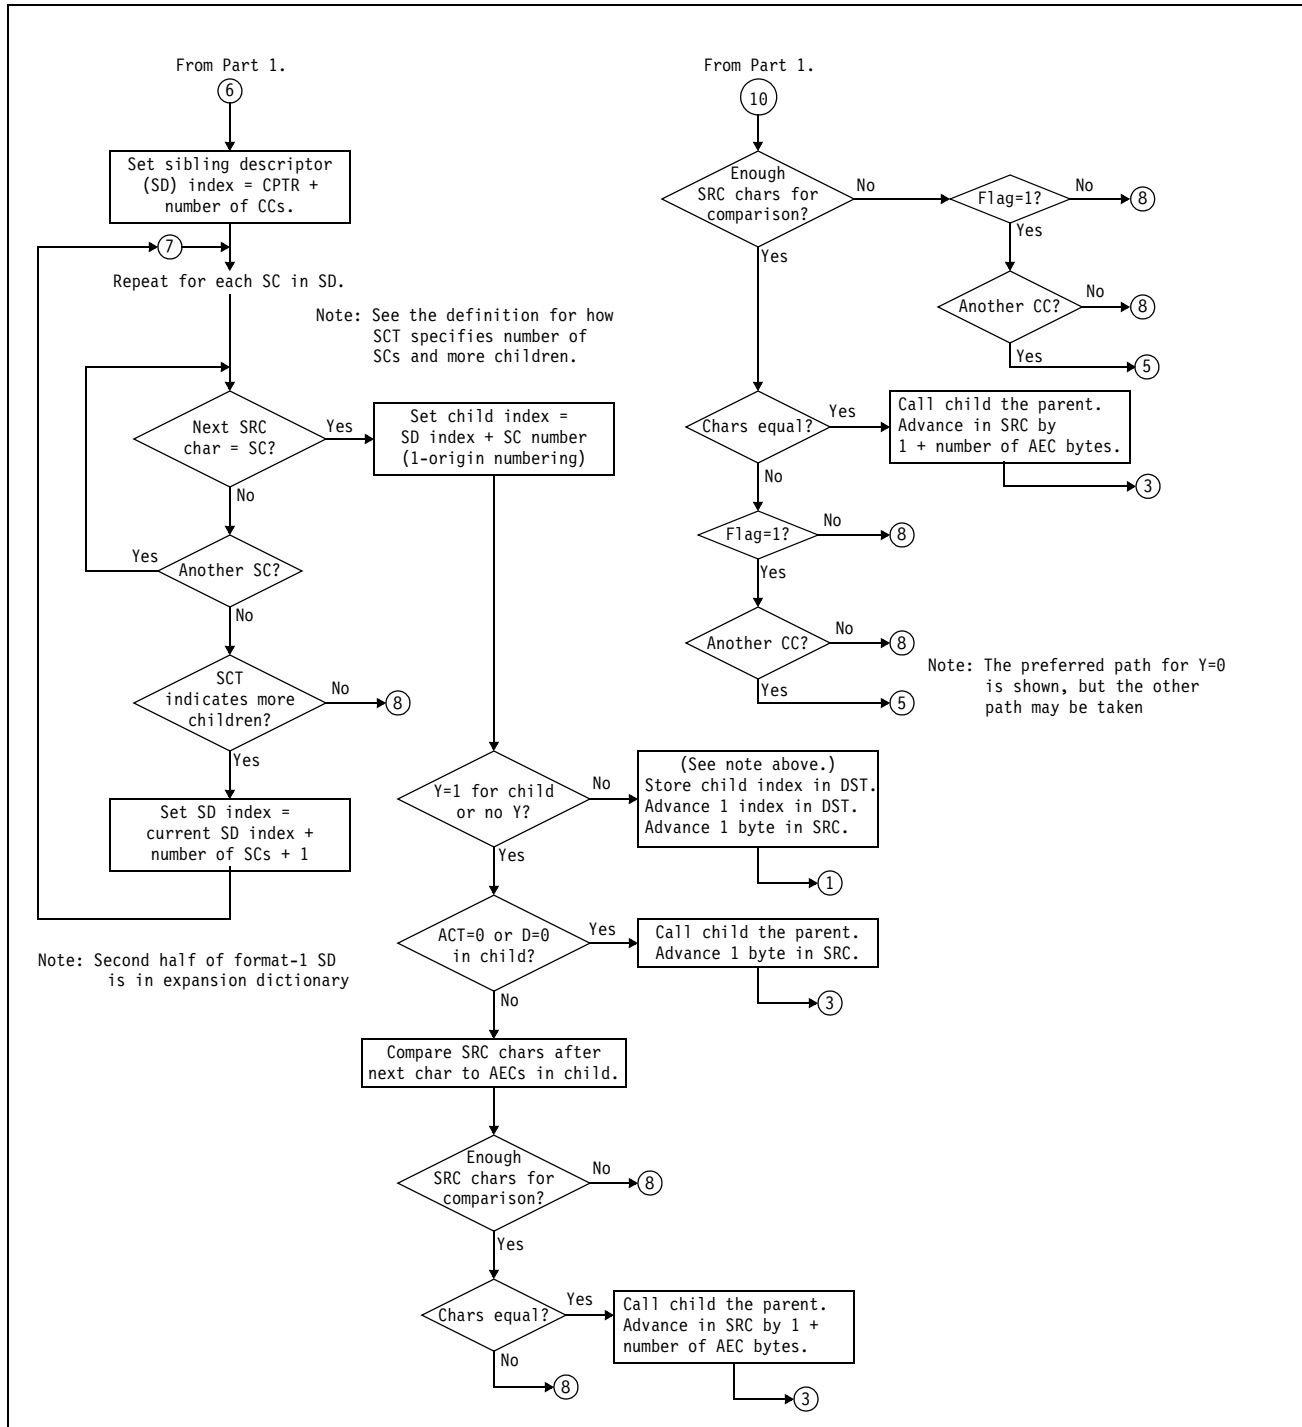 From Part 1.
6
Set sibling descriptor
(SD) index = CPTR +
number of CCs.
7
Repeat for each SC in SD.
Note: See the definition for how
SCT specifies number of
SCs and more children.
Next SRC
char = SC?
Yes
No
Set child index =
SD index + SC number
(1-origin numbering)
Another SC?
Yes
No
SCT
indicates more
children?
No
8
Yes
Set SD index =
current SD index +
number of SCs + 1
Note: Second half of format-1 SD
is in expansion dictionary
Y=1 for child
or no Y?
No
(See note above.)
Store child index in DST.
Advance 1 index in DST.
Advance 1 byte in SRC.
1
Yes
ACT=0 or D=0
in child?
Yes
Call child the parent.
Advance 1 byte in SRC.
3
No
Compare SRC chars after
next char to AECs in child.
Enough
SRC chars for
comparison?
No
8
Yes
Chars equal?
Yes
Call child the parent.
Advance in SRC by 1 +
number of AEC bytes.
3
No
8
From Part 1.
10
Enough
SRC chars for
comparison?
No
Flag=1?
No
8
Yes
Another CC?
No
8
Yes
5
Yes
Chars equal?
Yes
Call child the parent.
Advance in SRC by
1 + number of AEC bytes.
3
No
Flag=1?
No
8
Yes
Another CC?
No
8
Yes
5
Note: The preferred path for Y=0
is shown, but the other
path may be taken